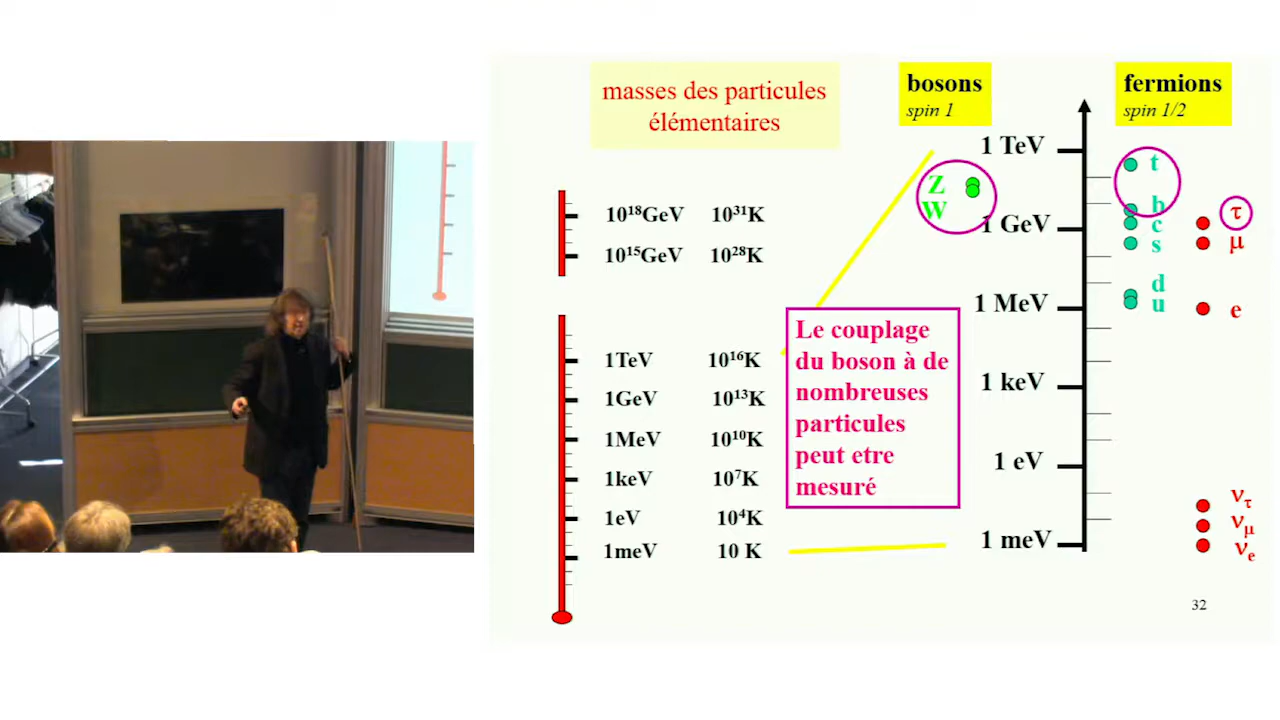 masses des particules
élémentaires
10¹⁸GeV 10³¹K
10¹⁵GeV 10²⁸K
1TeV 10¹⁶K
1GeV 10¹³K
1MeV 10¹⁰K
1keV 10⁷K
1eV 10⁴K
1meV 10 K
bosons
spin 1
Z
W
Le couplage
du boson à de
nombreuses
particules
peut etre
mesuré
1 TeV
1 GeV
1 MeV
1 keV
1 eV
1 meV
fermions
spin 1/2
t
b
c
s
d
u
τ
μ
e
ντ
νμ
νe
32